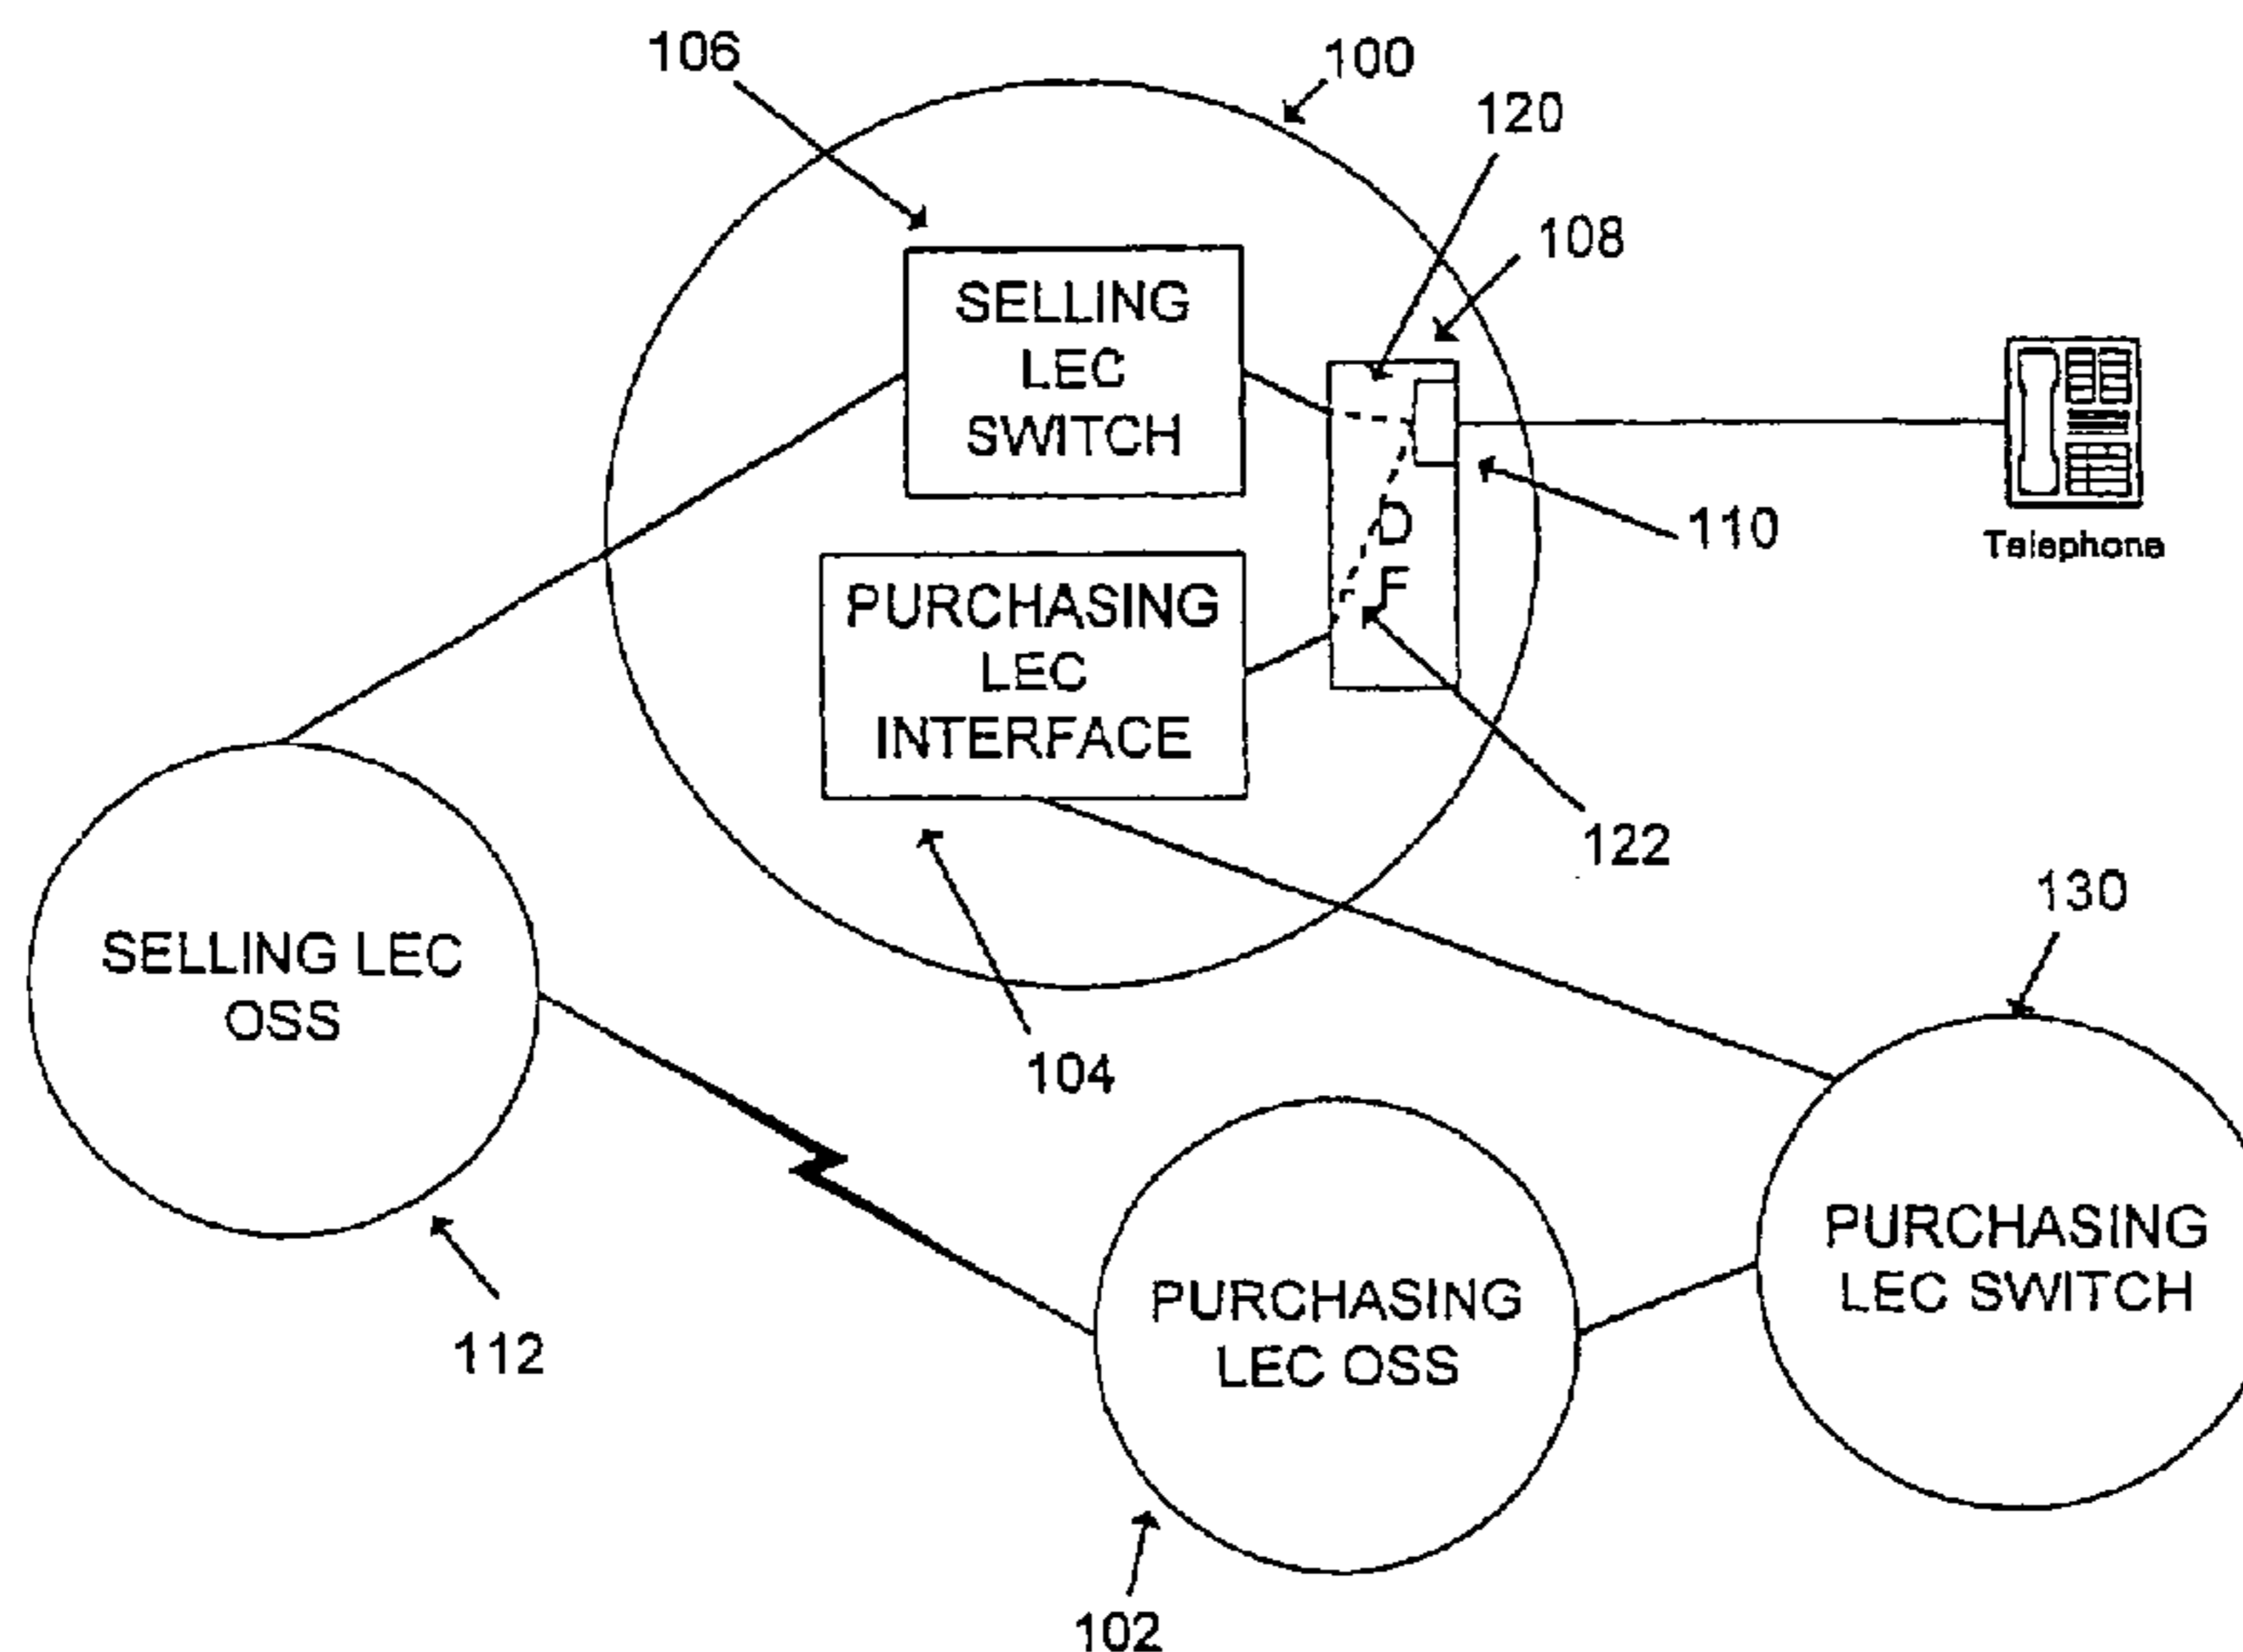 106
100
120
108
SELLING
LEC
SWITCH
110
Telephone
D
F
PURCHASING
LEC
INTERFACE
122
130
SELLING LEC
OSS
104
PURCHASING
LEC SWITCH
PURCHASING
LEC OSS
112
102